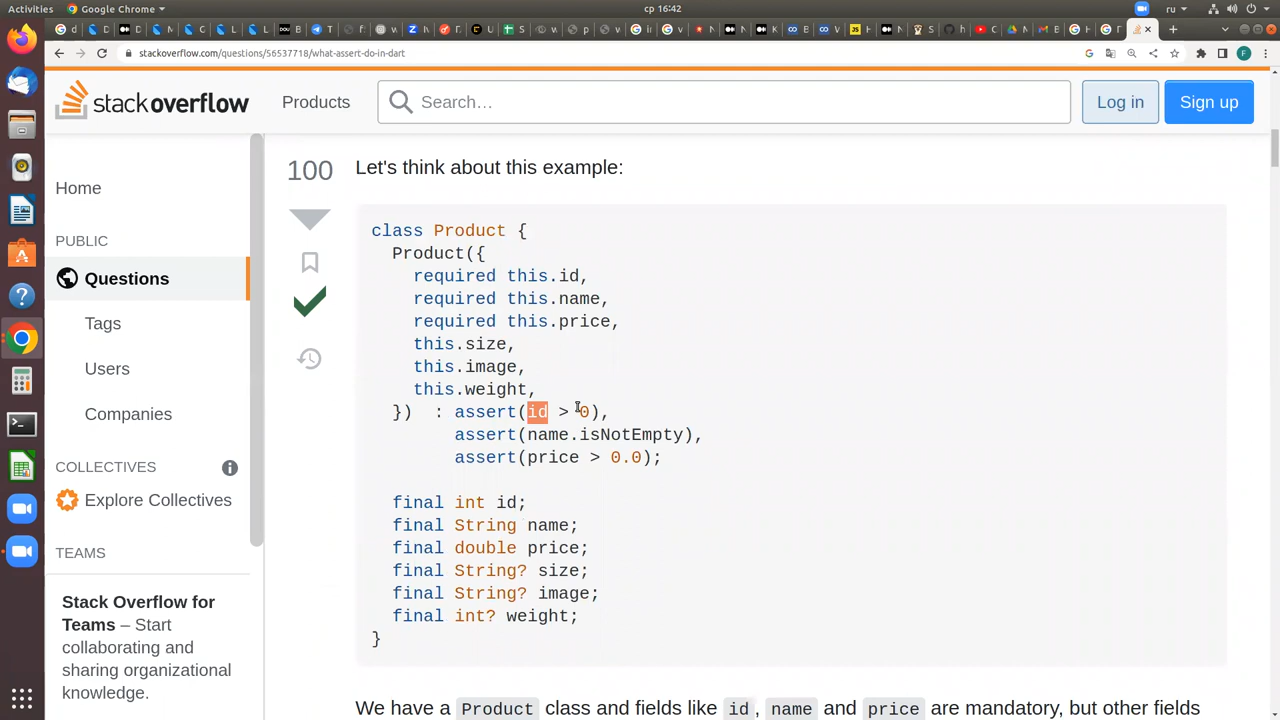 Activities
Google Chrome
ср 16:42
ru
stackoverflow.com/questions/56537718/what-assert-do-in-dart
F
stackoverflow
Products
Search…
Log in
Sign up
Home
PUBLIC
Questions
Tags
Users
Companies
COLLECTIVES
Explore Collectives
TEAMS
Stack Overflow for
Teams – Start
collaborating and
sharing organizational
knowledge.
100
Let's think about this example:
class Product {
Product({
required this.id,
required this.name,
required this.price,
this.size,
this.image,
this.weight,
}) : assert(id > 0),
assert(name.isNotEmpty),
assert(price > 0.0);
final int id;
final String name;
final double price;
final String? size;
final String? image;
final int? weight;
}
We have a Product class and fields like id, name and price are mandatory, but other fields